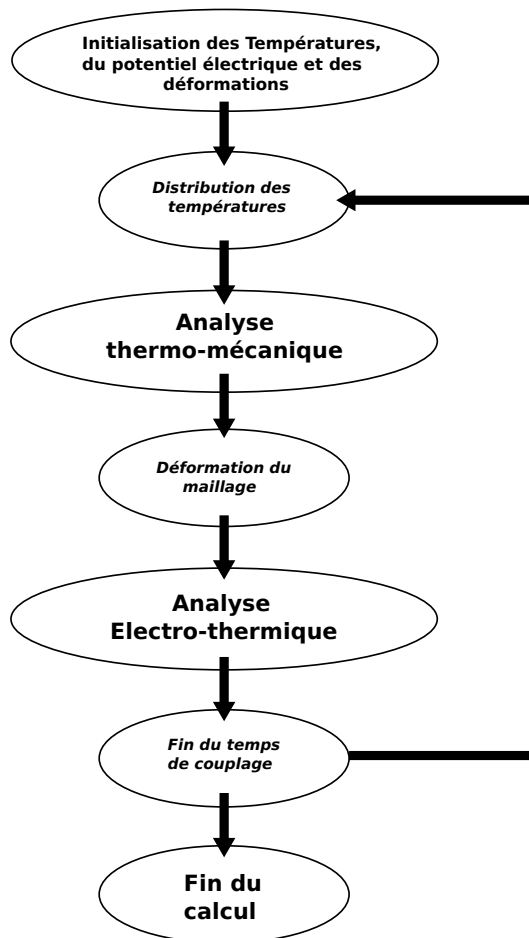 Initialisation des Températures,
du potentiel électrique et des
déformations
Distribution des
températures
Analyse
thermo-mécanique
Déformation du
maillage
Analyse
Electro-thermique
Fin du temps
de couplage
Fin du
calcul